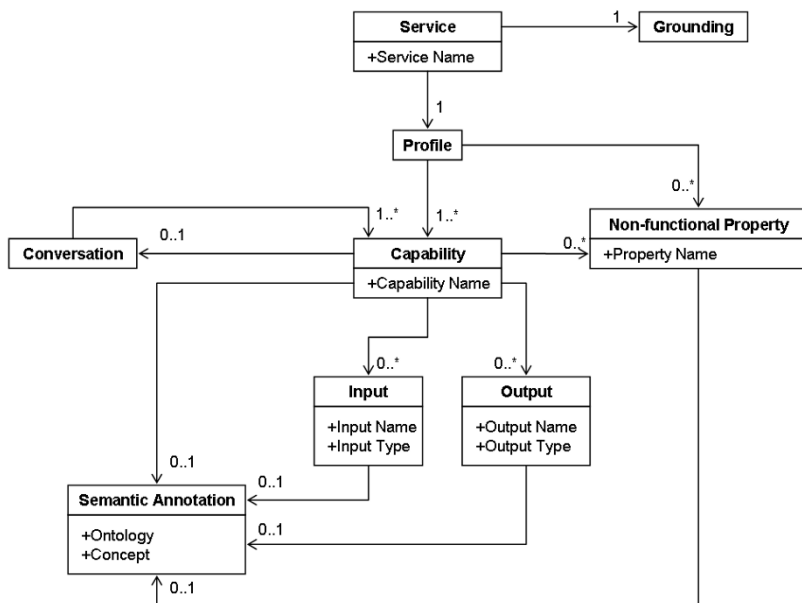 Service
1
Grounding
+Service Name
1
Profile
0..*
1..*
1..*
Non-functional Property
Conversation
0..1
Capability
0..*
+Property Name
+Capability Name
0..*
0..*
Input
Output
+Input Name
+Input Type
+Output Name
+Output Type
0..1
0..1
Semantic Annotation
0..1
+Ontology
+Concept
0..1